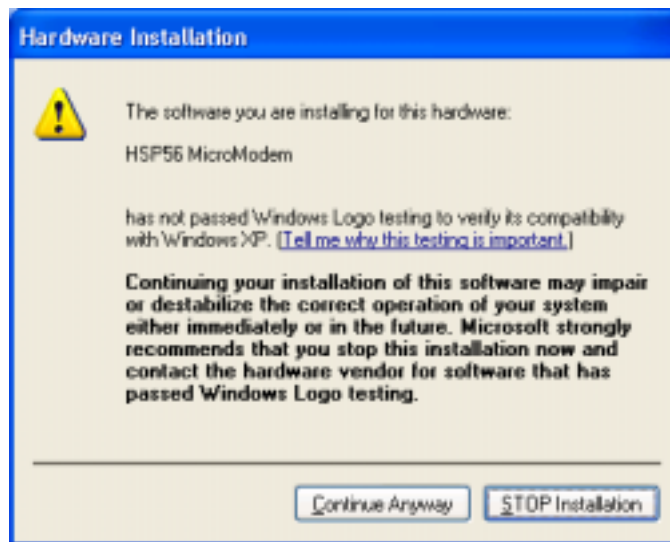 Hardware Installation
The software you are installing for this hardware:
HSP56 MicroModem
has not passed Windows Logo testing to verify its compatibility
with Windows XP. (Tell me why this testing is important.)
Continuing your installation of this software may impair
or destabilize the correct operation of your system
either immediately or in the future. Microsoft strongly
recommends that you stop this installation now and
contact the hardware vendor for software that has
passed Windows Logo testing.
Continue Anyway
STOP Installation